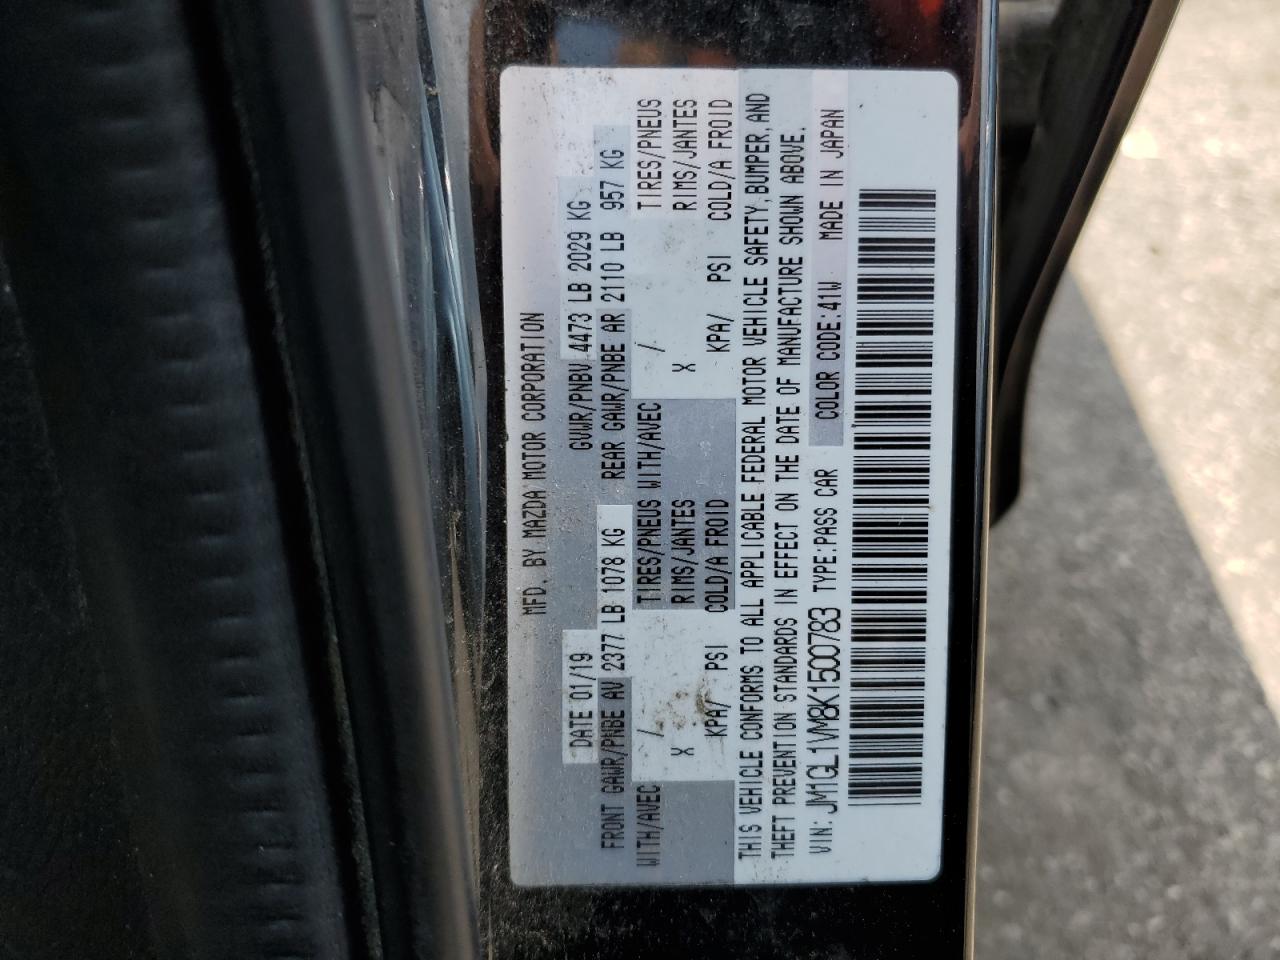 MFD. BY MAZDA MOTOR CORPORATION
DATE 01/19 GVWR/PNBV 4473 LB 2029 KG
FRONT GAWR/PNBE AV 2377 LB 1078 KG REAR GAWR/PNBE AR 2110 LB 957 KG
WITH/AVEC / TIRES/PNEUS WITH/AVEC / TIRES/PNEUS
X RIMS/JANTES X RIMS/JANTES
KPA/ PSI COLD/A FROID KPA/ PSI COLD/A FROID
THIS VEHICLE CONFORMS TO ALL APPLICABLE FEDERAL MOTOR VEHICLE SAFETY, BUMPER, AND
THEFT PREVENTION STANDARDS IN EFFECT ON THE DATE OF MANUFACTURE SHOWN ABOVE.
VIN: JM1GL1VM8K1500783 TYPE:PASS CAR COLOR CODE:41W MADE IN JAPAN